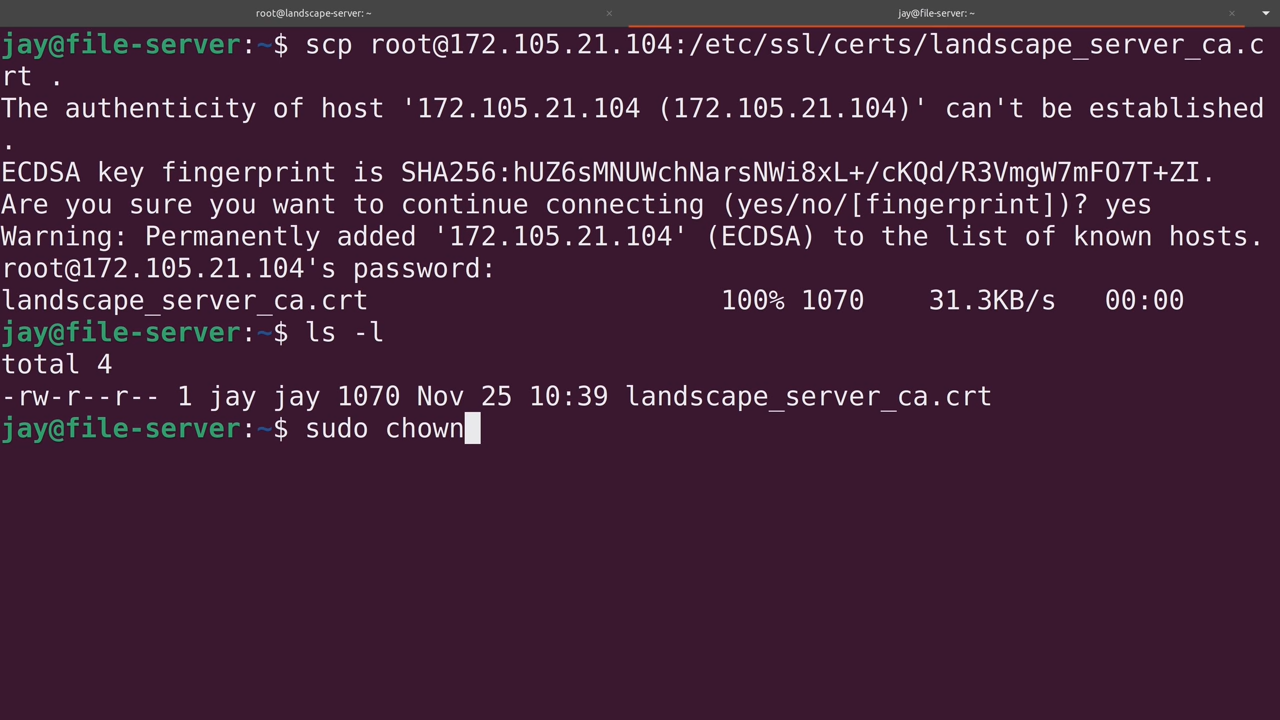 root@landscape-server: ~ × jay@file-server: ~ ×
jay@file-server:~$ scp root@172.105.21.104:/etc/ssl/certs/landscape_server_ca.c
rt .
The authenticity of host '172.105.21.104 (172.105.21.104)' can't be established
.
ECDSA key fingerprint is SHA256:hUZ6sMNUWchNarsNWi8xL+/cKQd/R3VmgW7mFO7T+ZI.
Are you sure you want to continue connecting (yes/no/[fingerprint])? yes
Warning: Permanently added '172.105.21.104' (ECDSA) to the list of known hosts.
root@172.105.21.104's password:
landscape_server_ca.crt 100% 1070 31.3KB/s 00:00
jay@file-server:~$ ls -l
total 4
-rw-r--r-- 1 jay jay 1070 Nov 25 10:39 landscape_server_ca.crt
jay@file-server:~$ sudo chown